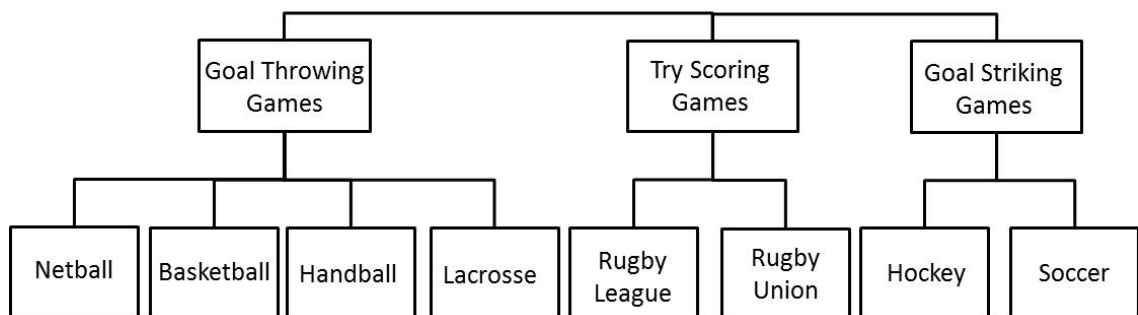 Goal Throwing
Games
Try Scoring
Games
Goal Striking
Games
Netball
Basketball
Handball
Lacrosse
Rugby
League
Rugby
Union
Hockey
Soccer